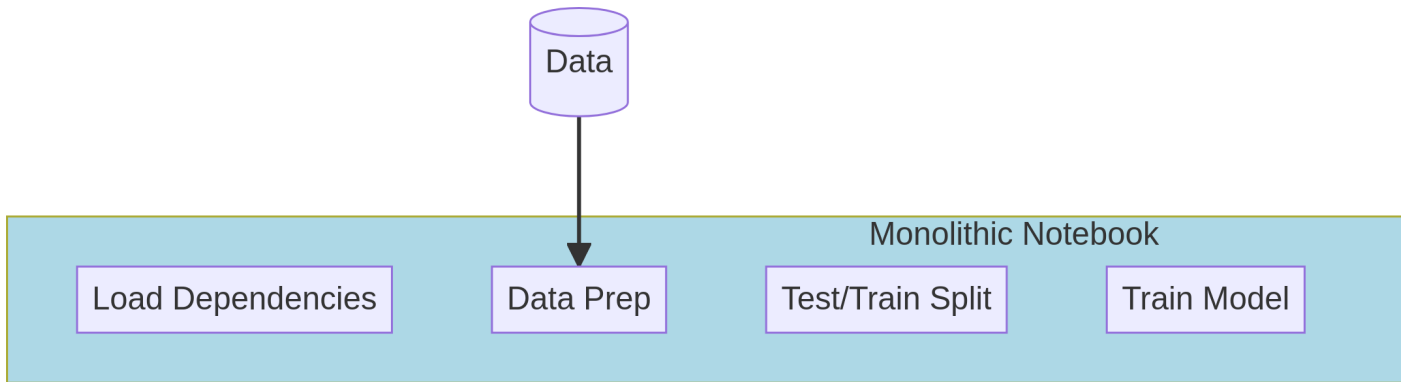 Data
Monolithic Notebook
Load Dependencies
Data Prep
Test/Train Split
Train Model